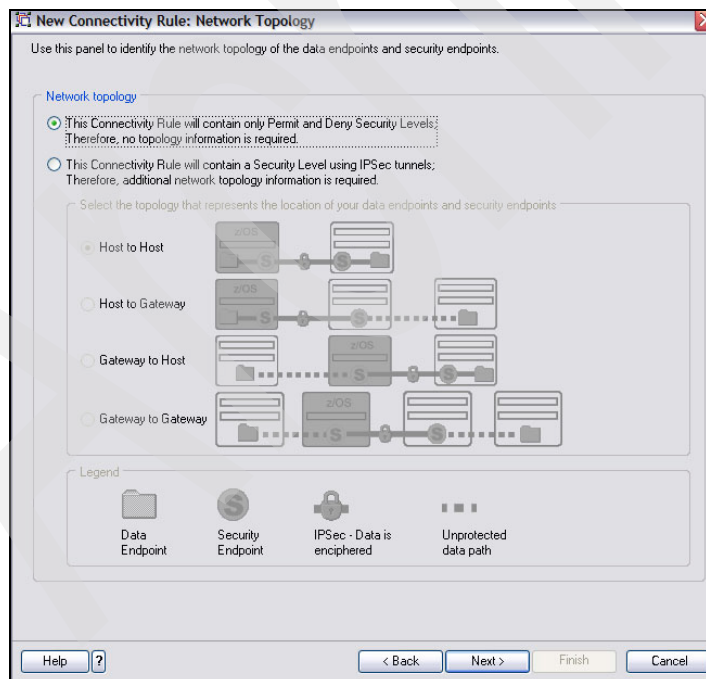 New Connectivity Rule: Network Topology
Use this panel to identify the network topology of the data endpoints and security endpoints.
Network topology
This Connectivity Rule will contain only Permit and Deny Security Levels;
Therefore, no topology information is required.
This Connectivity Rule will contain a Security Level using IPSec tunnels;
Therefore, additional network topology information is required.
Select the topology that represents the location of your data endpoints and security endpoints
z/OS
Host to Host
S S
z/OS
Host to Gateway
S S
z/OS
Gateway to Host
S S
z/OS
Gateway to Gateway
S S
Legend
S
Data Security IPSec - Data is Unprotected
Endpoint Endpoint enciphered data path
Help ? < Back Next > Finish Cancel